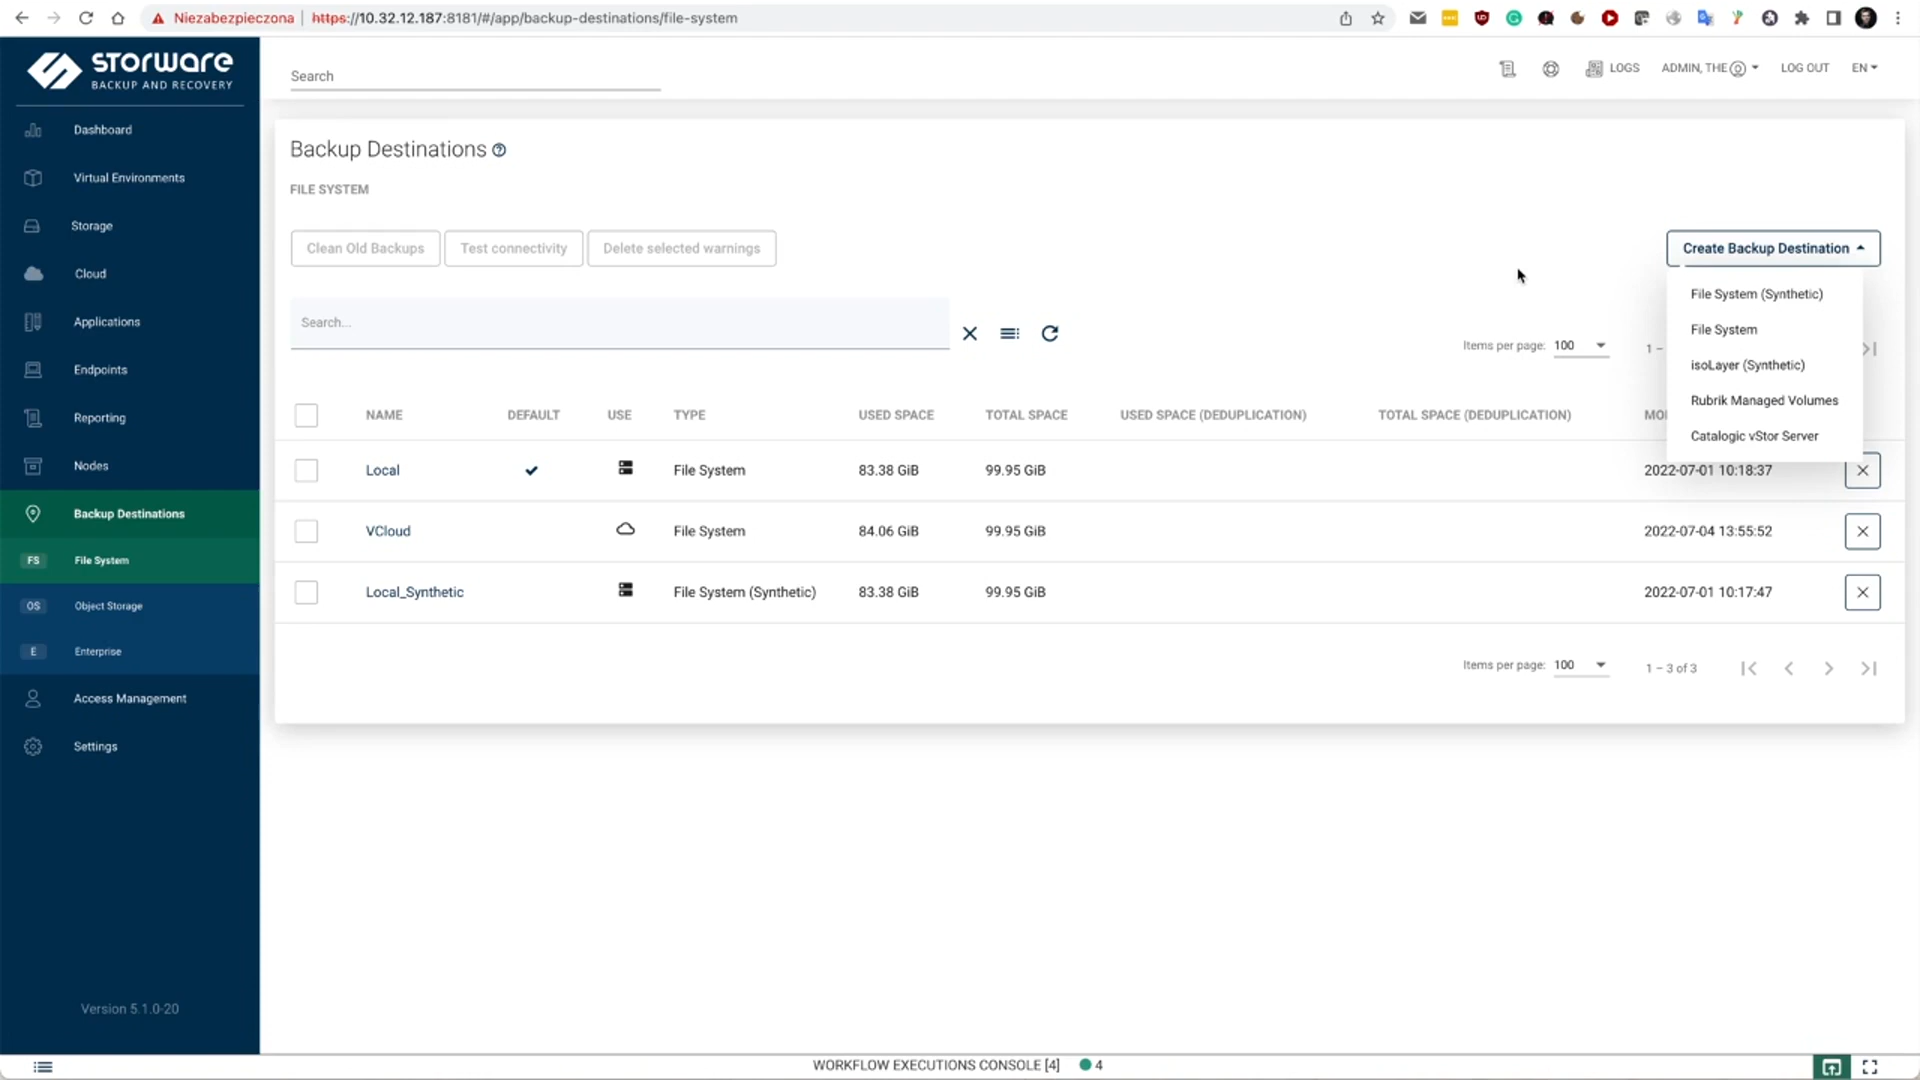 Niezabezpieczona | https://10.32.12.187:8181/#/app/backup-destinations/file-system
STORWARE
BACKUP AND RECOVERY
Search
LOGS
ADMIN, THE
LOG OUT
EN
Dashboard
Virtual Environments
Storage
Cloud
Applications
Endpoints
Reporting
Nodes
Backup Destinations
FS File System
OS Object Storage
E Enterprise
Access Management
Settings
Version 5.1.0-20
Backup Destinations
FILE SYSTEM
Clean Old Backups
Test connectivity
Delete selected warnings
Create Backup Destination
File System (Synthetic)
File System
isoLayer (Synthetic)
Rubrik Managed Volumes
Catalogic vStor Server
Search...
Items per page: 100
1 –
NAME DEFAULT USE TYPE USED SPACE TOTAL SPACE USED SPACE (DEDUPLICATION) TOTAL SPACE (DEDUPLICATION)
Local File System 83.38 GiB 99.95 GiB 2022-07-01 10:18:37
VCloud File System 84.06 GiB 99.95 GiB 2022-07-04 13:55:52
Local_Synthetic File System (Synthetic) 83.38 GiB 99.95 GiB 2022-07-01 10:17:47
Items per page: 100 1 – 3 of 3
WORKFLOW EXECUTIONS CONSOLE [4] 4